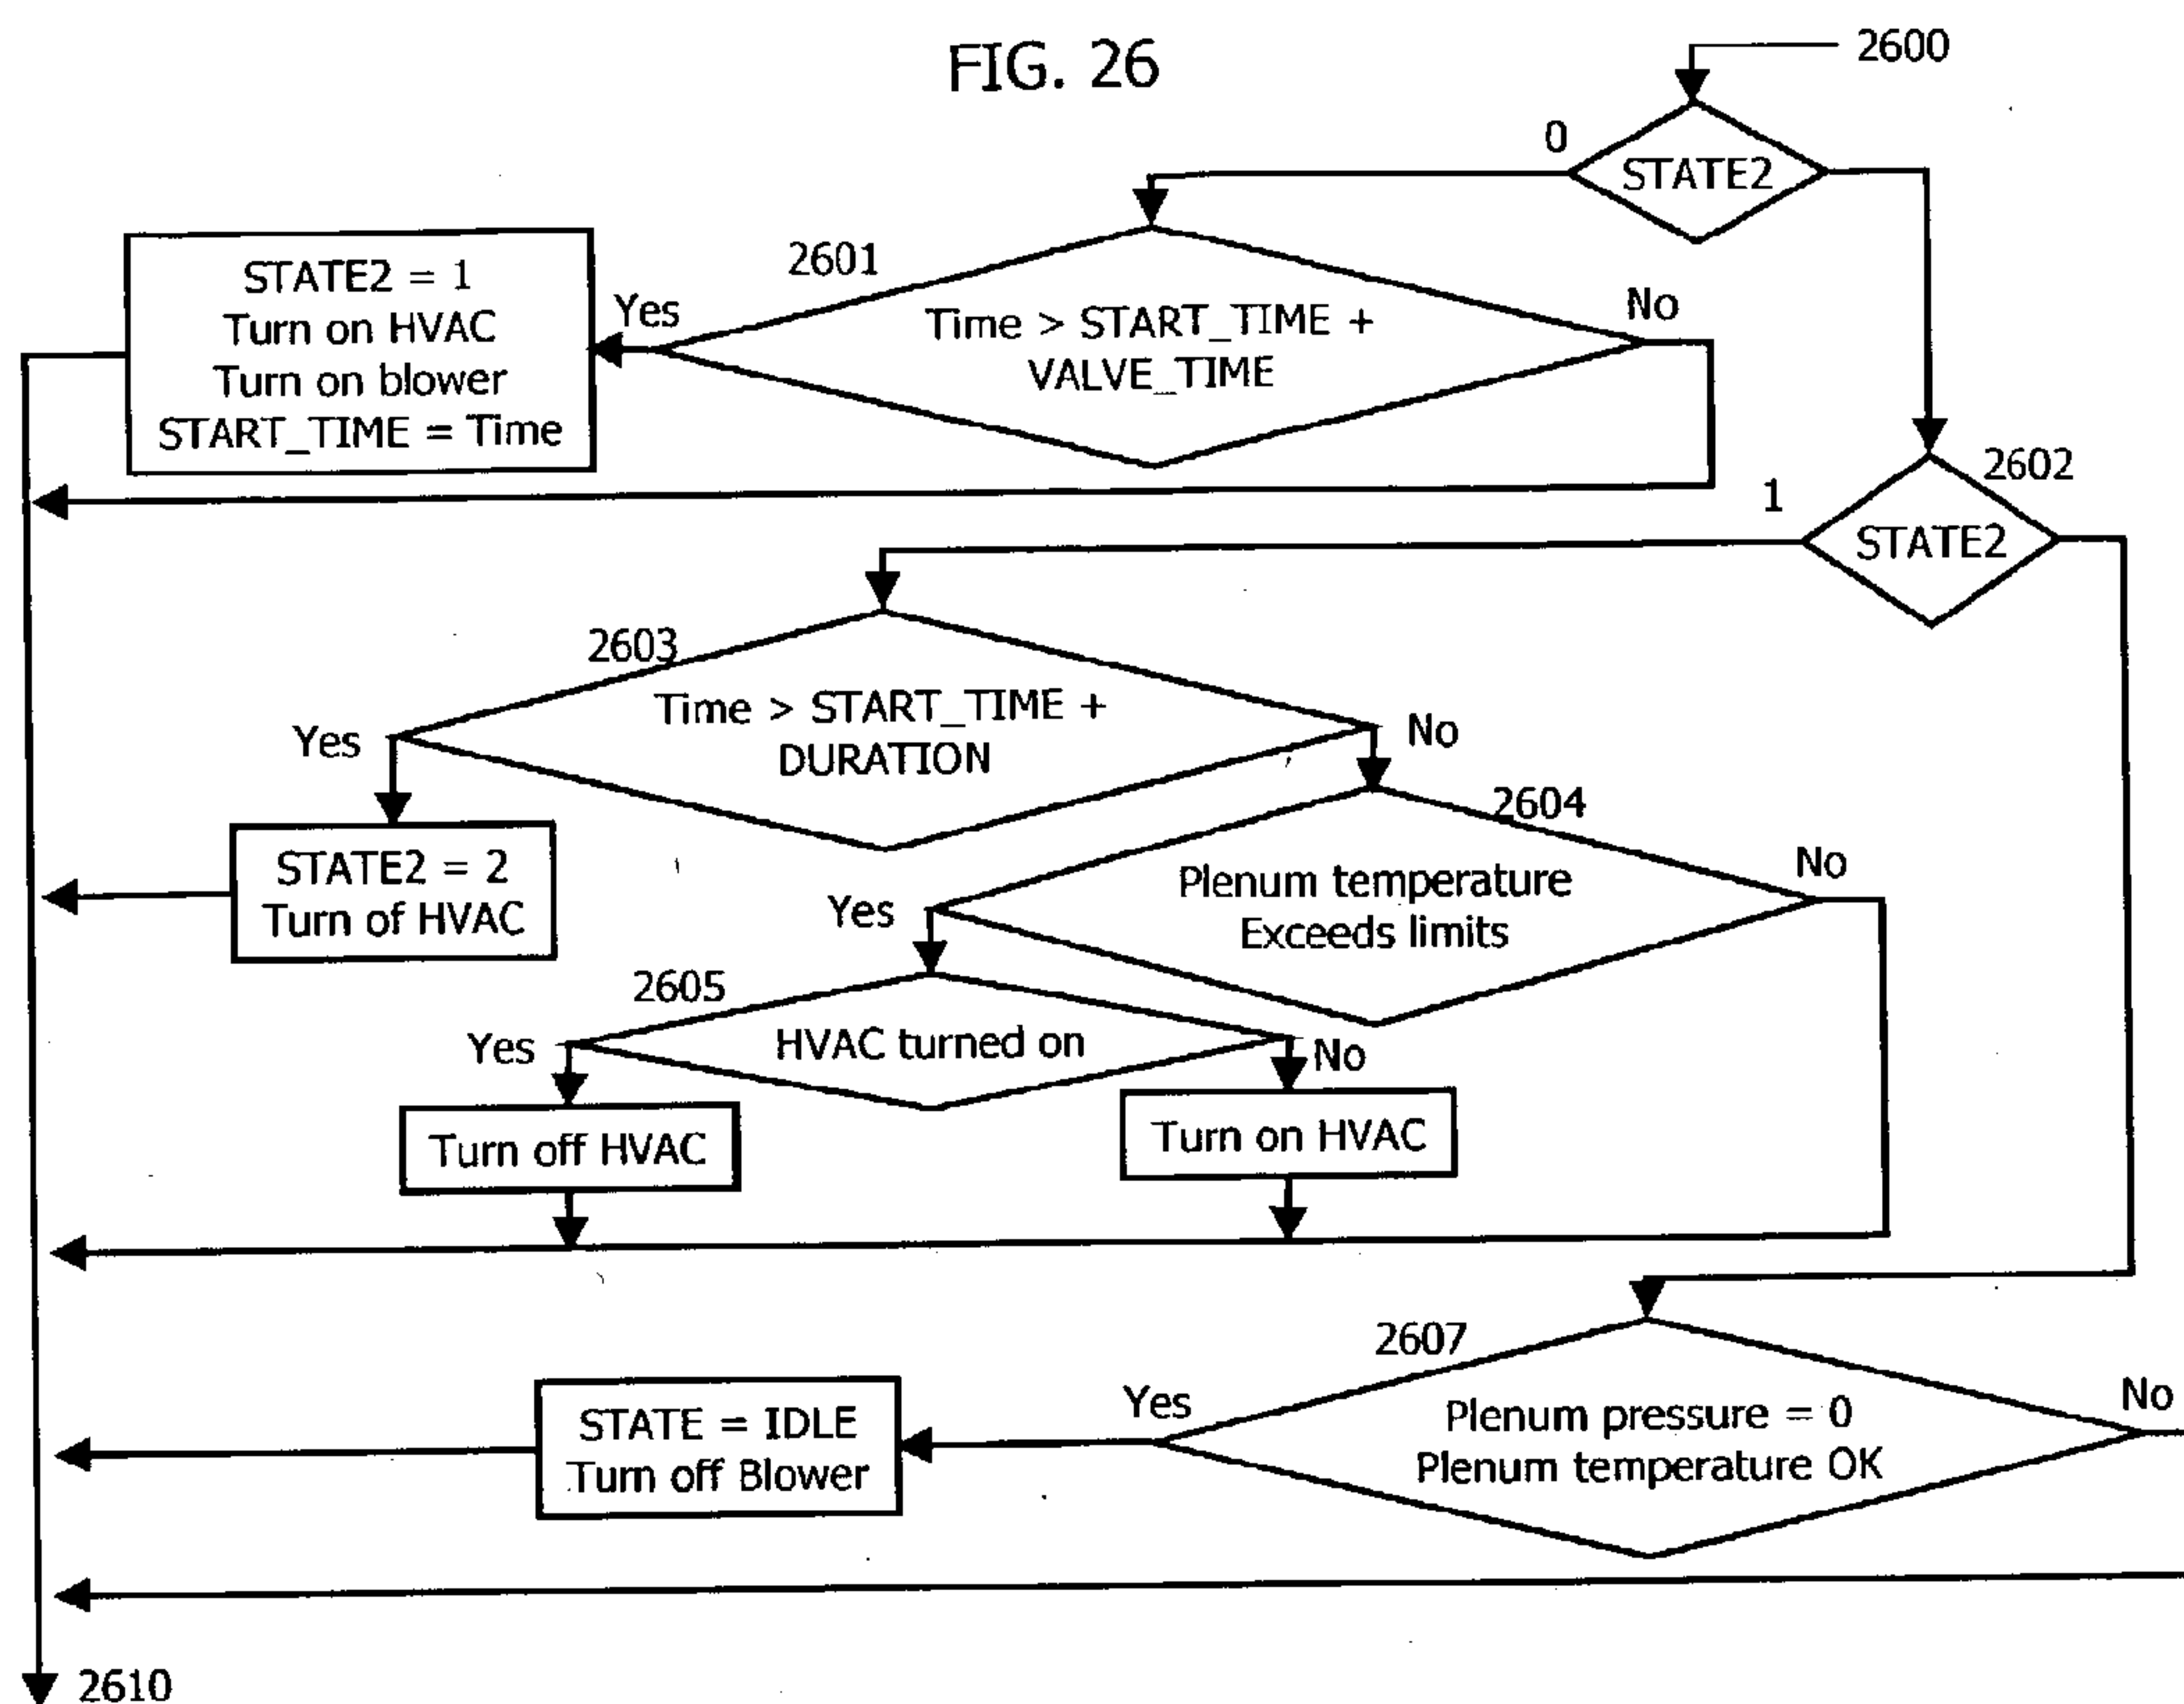 FIG. 26
2600
0
STATE2
2601
STATE2 = 1
Turn on HVAC
Turn on blower
START_TIME = Time
Yes
Time > START_TIME +
VALVE_TIME
No
2602
1
STATE2
2603
Time > START_TIME +
DURATION
Yes
No
STATE2 = 2
Turn of HVAC
2604
Plenum temperature
Exceeds limits
Yes
No
2605
HVAC turned on
Yes
No
Turn off HVAC
Turn on HVAC
2607
Plenum pressure = 0
Plenum temperature OK
Yes
No
STATE = IDLE
Turn off Blower
2610